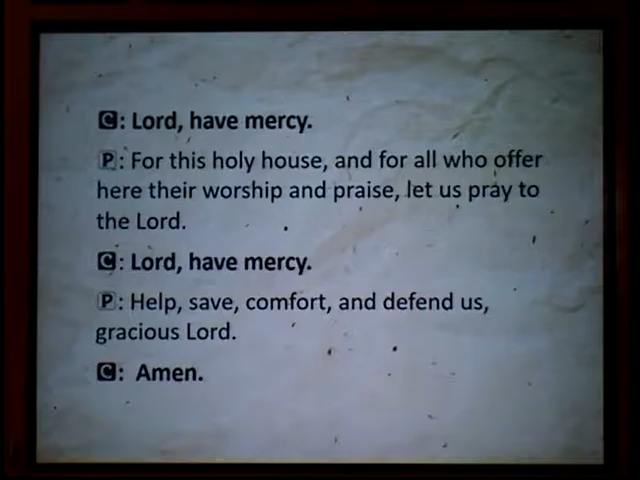 C: Lord, have mercy.
P: For this holy house, and for all who offer
here their worship and praise, let us pray to
the Lord.
C: Lord, have mercy.
P: Help, save, comfort, and defend us,
gracious Lord.
C: Amen.